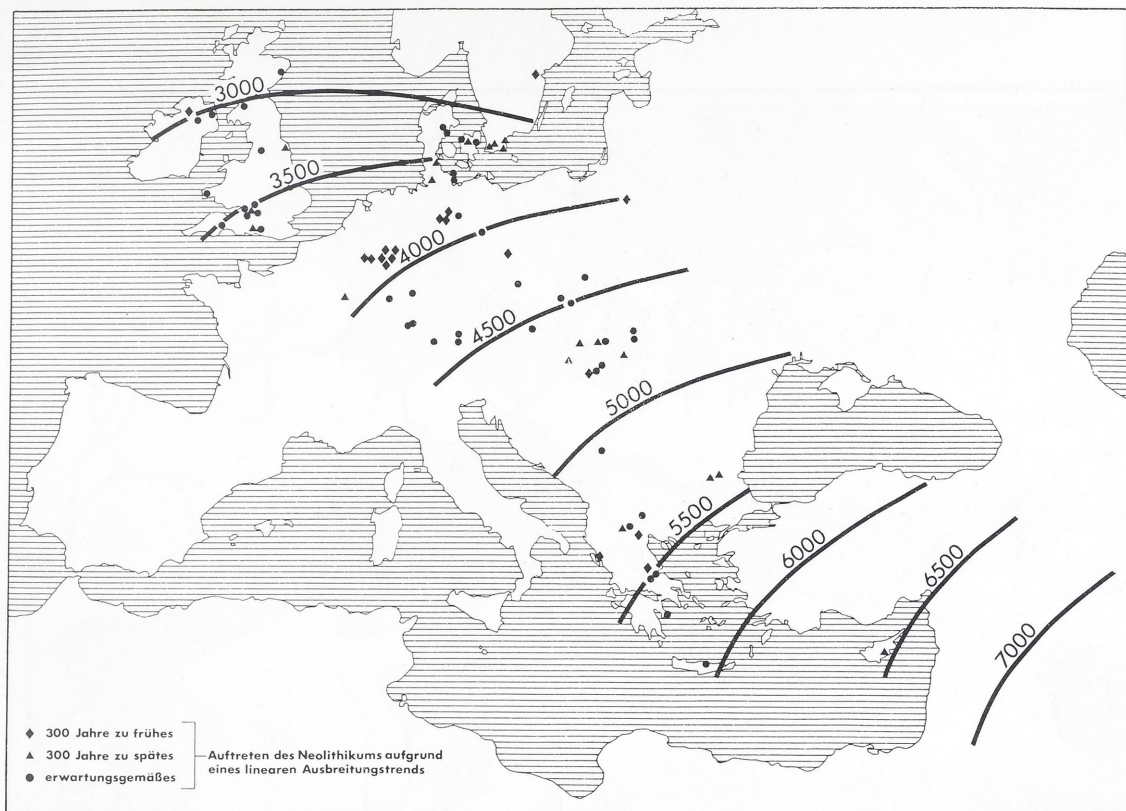 3000
3500
4000
4500
5000
5500
6000
6500
7000
300 Jahre zu frühes
300 Jahre zu spätes
erwartungsgemäßes
Auftreten des Neolithikums aufgrund
eines linearen Ausbreitungstrends